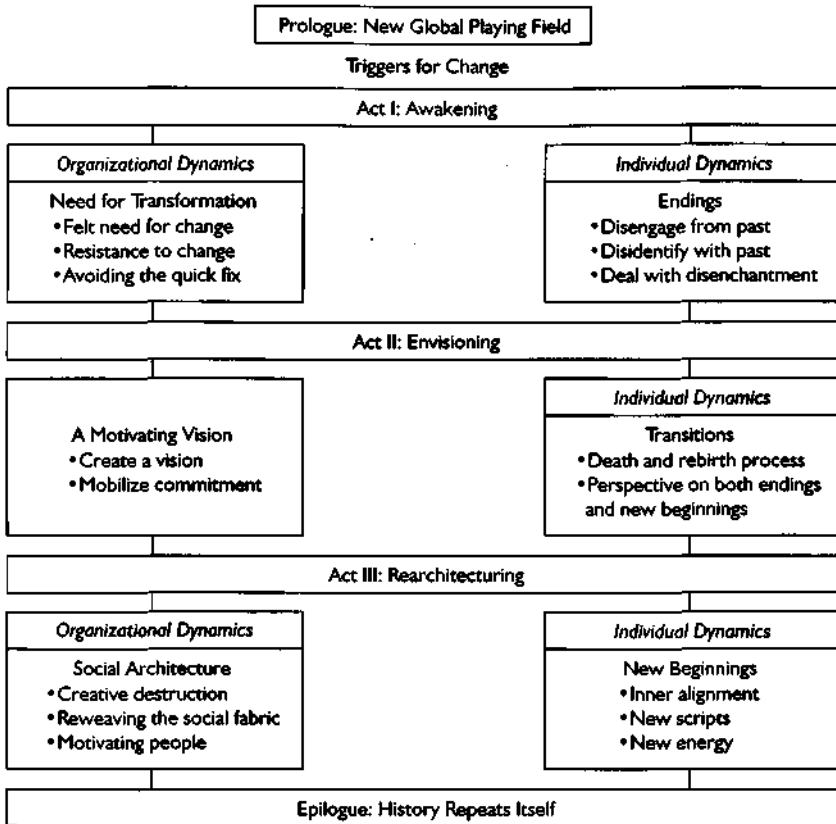 Prologue: New Global Playing Field
Triggers for Change
Act I: Awakening
Organizational Dynamics
Need for Transformation
•Felt need for change
•Resistance to change
•Avoiding the quick fix
Individual Dynamics
Endings
•Disengage from past
•Disidentify with past
•Deal with disenchantment
Act II: Envisioning
A Motivating Vision
•Create a vision
•Mobilize commitment
Individual Dynamics
Transitions
•Death and rebirth process
•Perspective on both endings
and new beginnings
Act III: Rearchitecturing
Organizational Dynamics
Social Architecture
•Creative destruction
•Reweaving the social fabric
•Motivating people
Individual Dynamics
New Beginnings
•Inner alignment
•New scripts
•New energy
Epilogue: History Repeats Itself